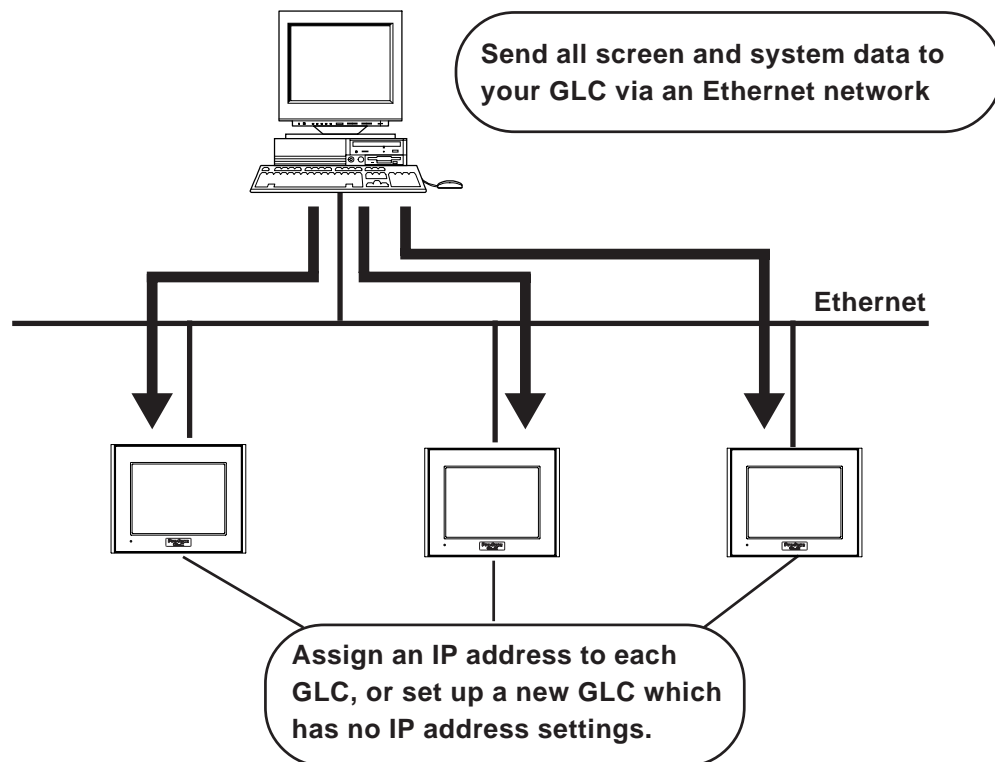 Send all screen and system data to
your GLC via an Ethernet network
Ethernet
Assign an IP address to each
GLC, or set up a new GLC which
has no IP address settings.